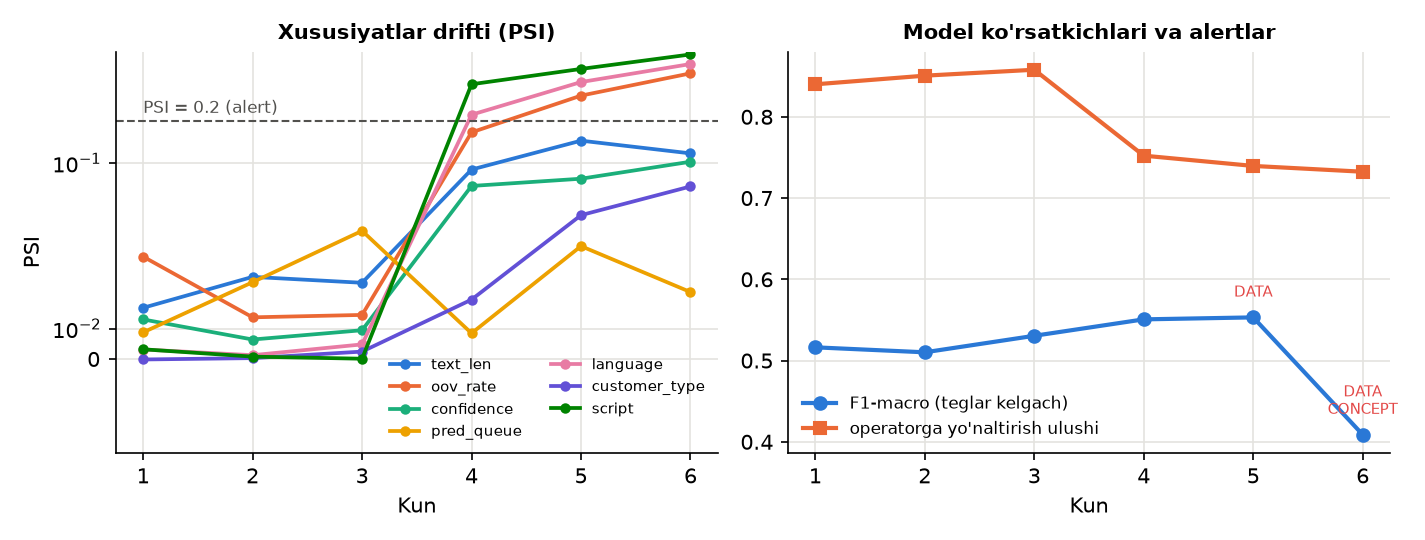 Xususiyatlar drifti (PSI)
PSI = 0.2 (alert)
PSI
10⁻¹
10⁻²
0
text_len
oov_rate
confidence
pred_queue
language
customer_type
script
1 2 3 4 5 6
Kun
Model ko'rsatkichlari va alertlar
0.8
0.7
0.6
0.5
0.4
DATA
DATA
CONCEPT
F1-macro (teglar kelgach)
operatorga yo'naltirish ulushi
1 2 3 4 5 6
Kun